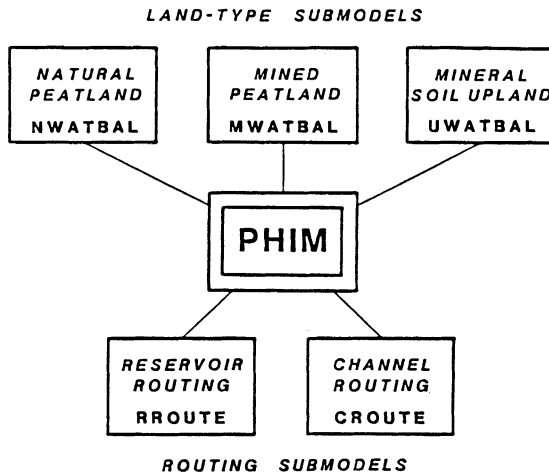 LAND-TYPE SUBMODELS
NATURAL
PEATLAND
NWATBAL
MINED
PEATLAND
MWATBAL
MINERAL
SOIL UPLAND
UWATBAL
PHIM
RESERVOIR
ROUTING
RROUTE
CHANNEL
ROUTING
CROUTE
ROUTING SUBMODELS